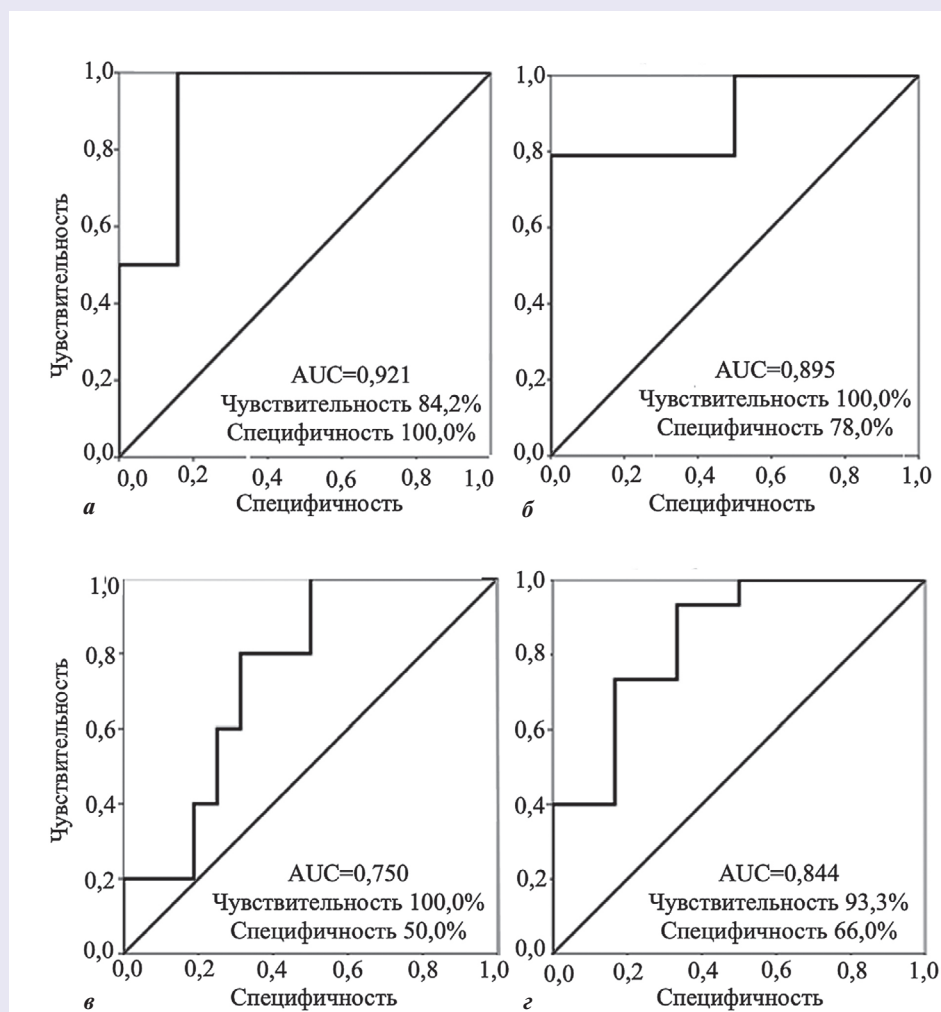 1,0
0,8
0,6
0,4
0,2
0,0
Чувствительность
AUC=0,921
Чувствительность 84,2%
Специфичность 100,0%
0,0 0,2 0,4 0,6 0,8 1,0
Специфичность
а
1,0
0,8
0,6
0,4
0,2
0,0
AUC=0,895
Чувствительность 100,0%
Специфичность 78,0%
0,0 0,2 0,4 0,6 0,8 1,0
Специфичность
б
1,0
0,8
0,6
0,4
0,2
0,0
Чувствительность
AUC=0,750
Чувствительность 100,0%
Специфичность 50,0%
0,0 0,2 0,4 0,6 0,8 1,0
Специфичность
в
1,0
0,8
0,6
0,4
0,2
0,0
AUC=0,844
Чувствительность 93,3%
Специфичность 66,0%
0,0 0,2 0,4 0,6 0,8 1,0
Специфичность
г